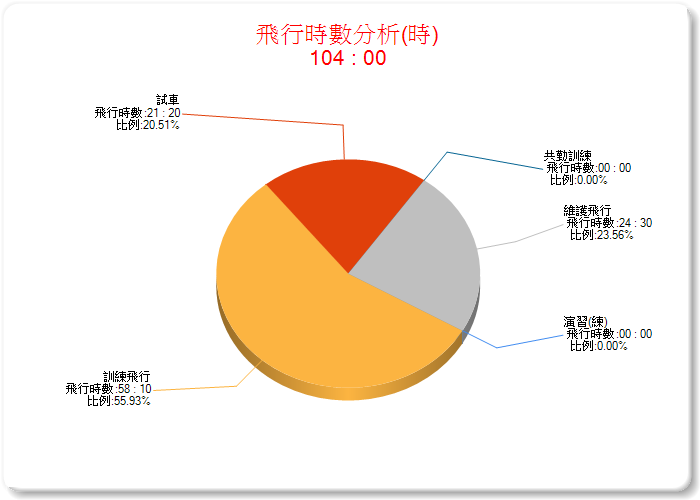 飛行時數分析(時)
104 : 00
試車
飛行時數:21 : 20
比例:20.51%
共勤訓練
飛行時數:00 : 00
比例:0.00%
維護飛行
飛行時數:24 : 30
比例:23.56%
演習(練)
飛行時數:00 : 00
比例:0.00%
訓練飛行
飛行時數:58 : 10
比例:55.93%